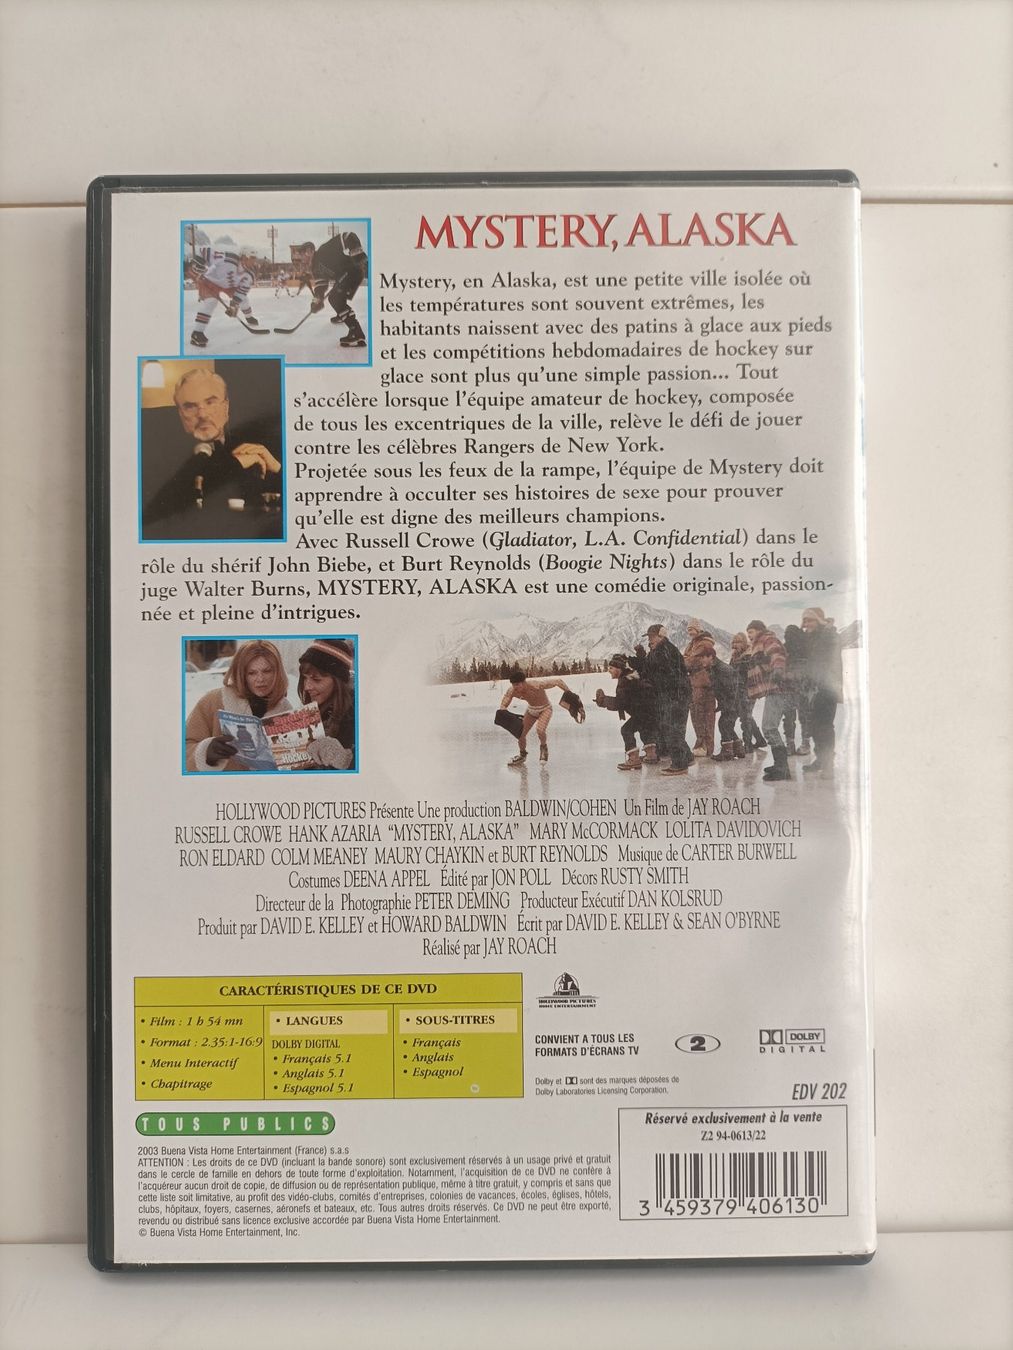 MYSTERY, ALASKA
Mystery, en Alaska, est une petite ville isolée où
les températures sont souvent extrêmes, les
habitants naissent avec des patins à glace aux pieds
et les compétitions hebdomadaires de hockey sur
glace sont plus qu'une simple passion... Tout
s'accélère lorsque l'équipe amateur de hockey, composée
de tous les excentriques de la ville, relève le défi de jouer
contre les célèbres Rangers de New York.
Projetée sous les feux de la rampe, l'équipe de Mystery doit
apprendre à occulter ses histoires de sexe pour prouver
qu'elle est digne des meilleurs champions.
Avec Russell Crowe (Gladiator, L.A. Confidential) dans le
rôle du shérif John Biebe, et Burt Reynolds (Boogie Nights) dans le rôle du
juge Walter Burns, MYSTERY, ALASKA est une comédie originale, passion-
née et pleine d'intrigues.
Hockey
HOLLYWOOD PICTURES Présente Une production BALDWIN/COHEN Un Film de JAY ROACH
RUSSELL CROWE HANK AZARIA "MYSTERY, ALASKA" MARY McCORMACK LOLITA DAVIDOVICH
RON ELDARD COLM MEANEY MAURY CHAYKIN et BURT REYNOLDS Musique de CARTER BURWELL
Costumes DEENA APPEL Édité par JON POLL Décors RUSTY SMITH
Directeur de la Photographie PETER DEMING Producteur Exécutif DAN KOLSRUD
Produit par DAVID E. KELLEY et HOWARD BALDWIN Écrit par DAVID E. KELLEY & SEAN O'BYRNE
Réalisé par JAY ROACH
CARACTÉRISTIQUES DE CE DVD
• Film : 1 h 54 mn
• Format : 2.35:1-16:9
• Menu Interactif
• Chapitrage
• LANGUES
DOLBY DIGITAL
• Français 5.1
• Anglais 5.1
• Espagnol 5.1
• SOUS-TITRES
• Français
• Anglais
• Espagnol
HOLLYWOOD PICTURES
HOME ENTERTAINMENT
CONVIENT A TOUS LES
FORMATS D'ÉCRANS TV
2
DOLBY
DIGITAL
Dolby et sont des marques déposées de
Dolby Laboratories Licensing Corporation.
EDV 202
TOUS PUBLICS
Réservé exclusivement à la vente
Z2 94-0613/22
3 459379 406130
2003 Buena Vista Home Entertainment (France) s.a.s
ATTENTION : Les droits de ce DVD (incluant la bande sonore) sont exclusivement réservés à un usage privé et gratuit
dans le cercle de famille en dehors de toute forme d'exploitation. Notamment, l'acquisition de ce DVD ne confère à
l'acquéreur aucun droit de copie, de diffusion ou de représentation publique, même à titre gratuit, y compris et sans que
cette liste soit limitative, au profit des vidéo-clubs, comités d'entreprises, colonies de vacances, écoles, églises, hôtels,
clubs, hôpitaux, foyers, casernes, aéronefs et bateaux, etc. Tous autres droits réservés. Ce DVD ne peut être exporté,
revendu ou distribué sans licence exclusive accordée par Buena Vista Home Entertainment.
© Buena Vista Home Entertainment, Inc.